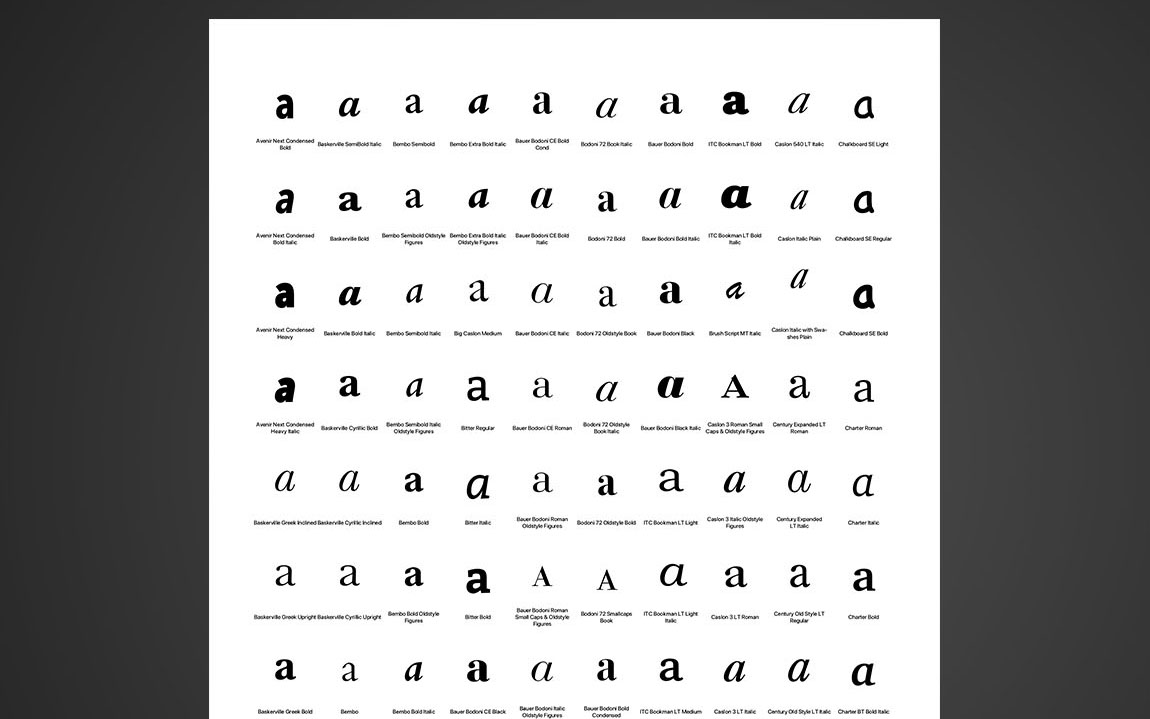 a a a a a a a a a a
Avenir Next Condensed Bold Baskerville SemiBold Italic Bembo Semibold Bembo Extra Bold Italic Bauer Bodoni CE Bold Cond Bodoni 72 Book Italic Bauer Bodoni Bold ITC Bookman LT Bold Caslon 540 LT Italic Chalkboard SE Light
a a a a a a a a a a
Avenir Next Condensed Bold Italic Baskerville Bold Bembo Semibold Oldstyle Figures Bembo Extra Bold Italic Oldstyle Figures Bauer Bodoni CE Bold Italic Bodoni 72 Bold Bauer Bodoni Bold Italic ITC Bookman LT Bold Italic Caslon Italic Plain Chalkboard SE Regular
a a a a a a a a a a
Avenir Next Condensed Heavy Baskerville Bold Italic Bembo Semibold Italic Big Caslon Medium Bauer Bodoni CE Italic Bodoni 72 Oldstyle Book Bauer Bodoni Black Brush Script MT Italic Caslon Italic with Swa-shes Plain Chalkboard SE Bold
a a a a a a a A a a
Avenir Next Condensed Heavy Italic Baskerville Cyrillic Bold Bembo Semibold Italic Oldstyle Figures Bitter Regular Bauer Bodoni CE Roman Bodoni 72 Oldstyle Book Italic Bauer Bodoni Black Italic Caslon 3 Roman Small Caps & Oldstyle Figures Century Expanded LT Roman Charter Roman
a a a a a a a a a a
Baskerville Greek Inclined Baskerville Cyrillic Inclined Bembo Bold Bitter Italic Bauer Bodoni Roman Oldstyle Figures Bodoni 72 Oldstyle Bold ITC Bookman LT Light Caslon 3 Italic Oldstyle Figures Century Expanded LT Italic Charter Italic
a a a a A A a a a a
Baskerville Greek Upright Baskerville Cyrillic Upright Bembo Bold Oldstyle Figures Bitter Bold Bauer Bodoni Roman Small Caps & Oldstyle Figures Bodoni 72 Smallcaps Book ITC Bookman LT Light Italic Caslon 3 LT Roman Century Old Style LT Regular Charter Bold
a a a a a a a a a a
Baskerville Greek Bold Bembo Bembo Bold Italic Bauer Bodoni CE Black Bauer Bodoni Italic Oldstyle Figures Bauer Bodoni Bold Condensed ITC Bookman LT Medium Caslon 3 LT Italic Century Old Style LT Italic Charter BT Bold Italic